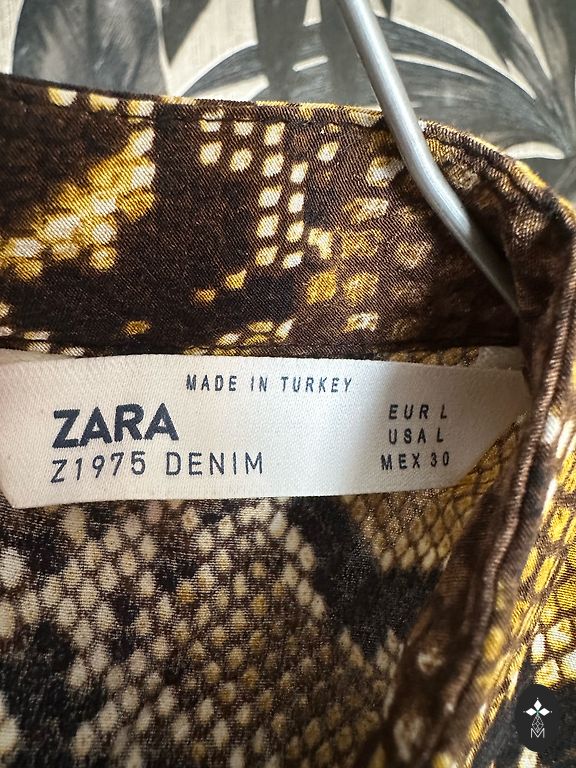 MADE IN TURKEY
ZARA
Z1975 DENIM
EUR L
USA L
MEX 30
M